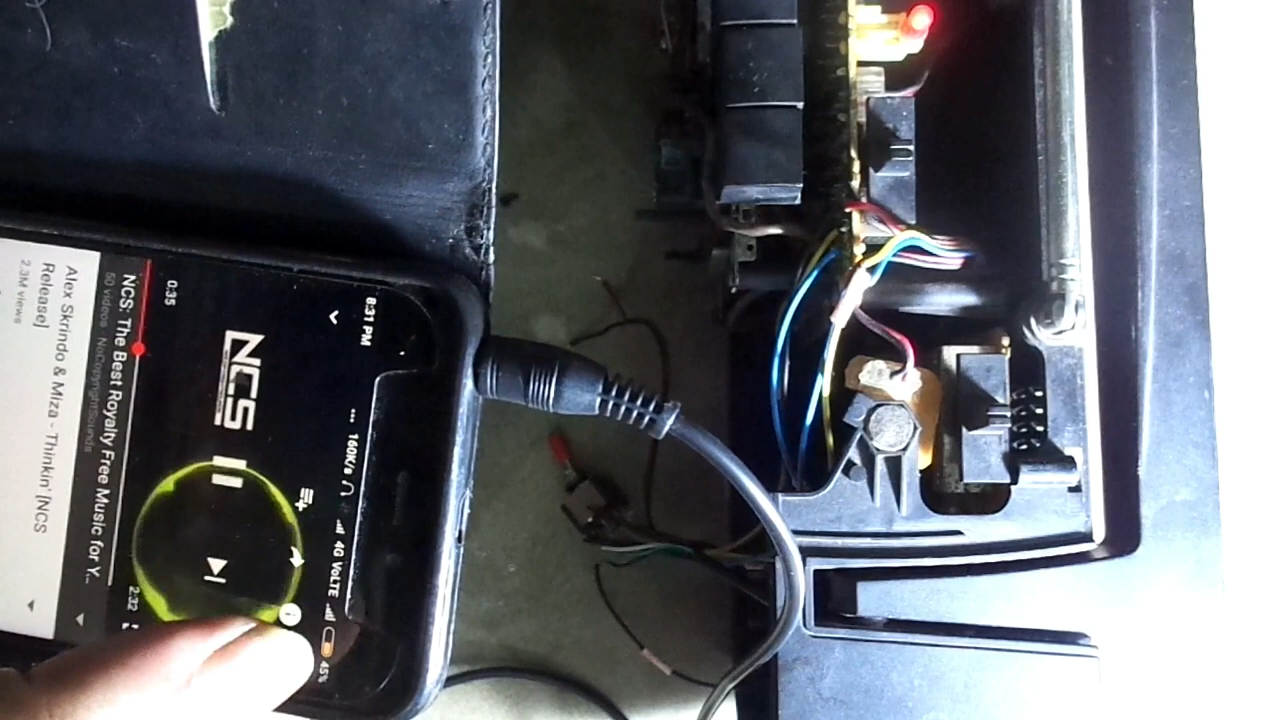 8:31 PM ... 160K/s 4G VoLTE 45%
NCS
0:35 2:32
NCS: The Best Royalty Free Music for Y...
50 videos · NoCopyrightSounds
Alex Skrindo & Miza - Thinkin' [NCS
Release]
2.3M views